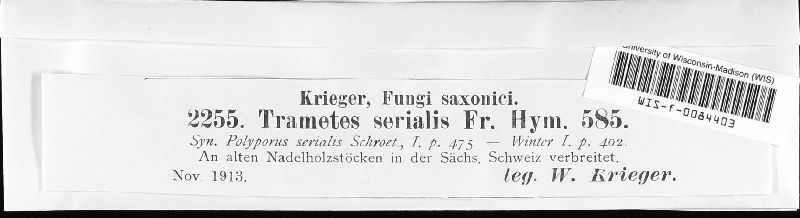 Krieger, Fungi saxonici.
2255. Trametes serialis Fr. Hym. 585.
Syn. Polyporus serialis Schroet., I. p. 475 — Winter I. p. 402.
An alten Nadelholzstöcken in der Sächs. Schweiz verbreitet.
Nov. 1913. leg. W. Krieger.
University of Wisconsin-Madison (WIS)
WIS-f-0084403